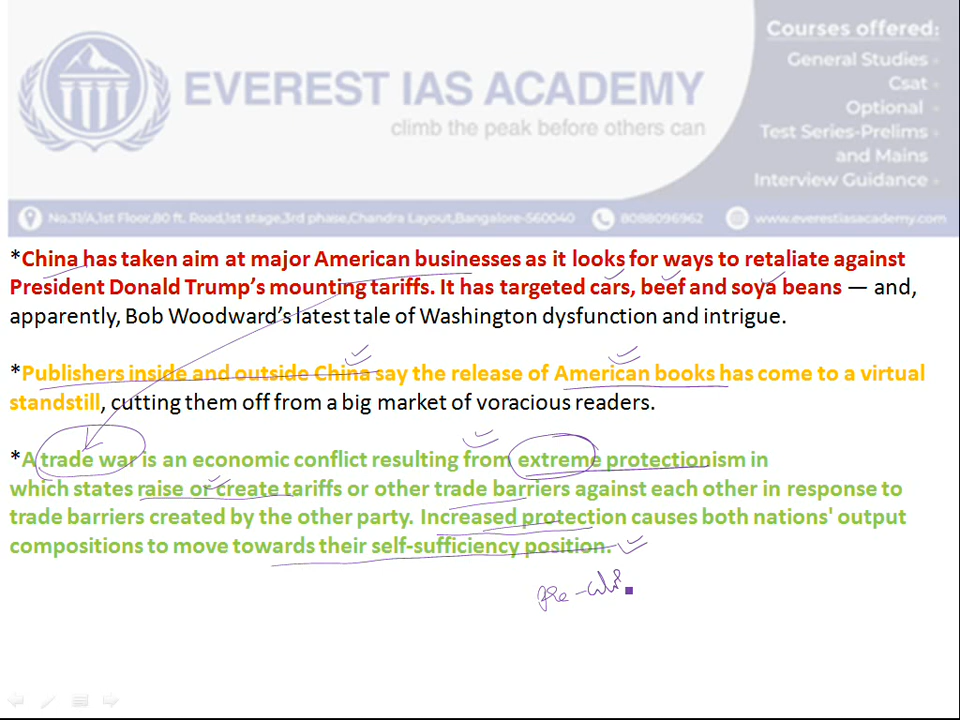 Courses offered:
EVEREST IAS ACADEMY
climb the peak before others can
General Studies
Csat
Optional
Test Series-Prelims
and Mains
Interview Guidance
No.31/A,1st Floor,80 ft. Road,1st stage,3rd phase,Chandra Layout,Bangalore-560040
8088096962
www.everestiasacademy.com
*China has taken aim at major American businesses as it looks for ways to retaliate against
President Donald Trump's mounting tariffs. It has targeted cars, beef and soya beans — and,
apparently, Bob Woodward's latest tale of Washington dysfunction and intrigue.
*Publishers inside and outside China say the release of American books has come to a virtual
standstill, cutting them off from a big market of voracious readers.
*A trade war is an economic conflict resulting from extreme protectionism in
which states raise or create tariffs or other trade barriers against each other in response to
trade barriers created by the other party. Increased protection causes both nations' output
compositions to move towards their self-sufficiency position.